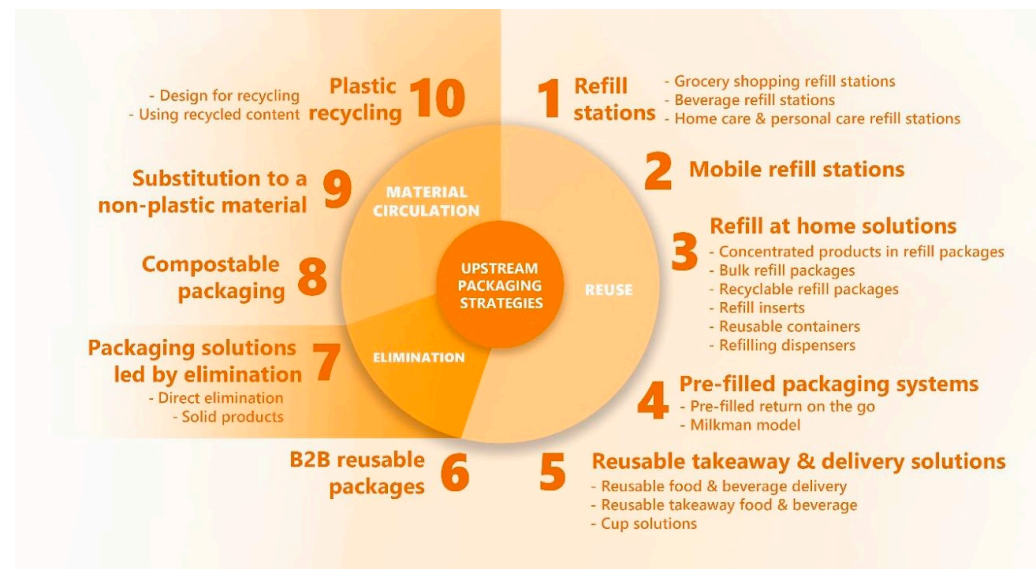 1 Refill stations
- Grocery shopping refill stations
- Beverage refill stations
- Home care & personal care refill stations
2 Mobile refill stations
3 Refill at home solutions
- Concentrated products in refill packages
- Bulk refill packages
- Recyclable refill packages
- Refill inserts
- Reusable containers
- Refilling dispensers
4 Pre-filled packaging systems
- Pre-filled return on the go
- Milkman model
5 Reusable takeaway & delivery solutions
- Reusable food & beverage delivery
- Reusable takeaway food & beverage
- Cup solutions
B2B reusable
packages 6
Packaging solutions
led by elimination 7
- Direct elimination
- Solid products
Compostable
packaging 8
Substitution to a
non-plastic material 9
Plastic
recycling 10
- Design for recycling
- Using recycled content
MATERIAL
CIRCULATION
UPSTREAM
PACKAGING
STRATEGIES
REUSE
ELIMINATION